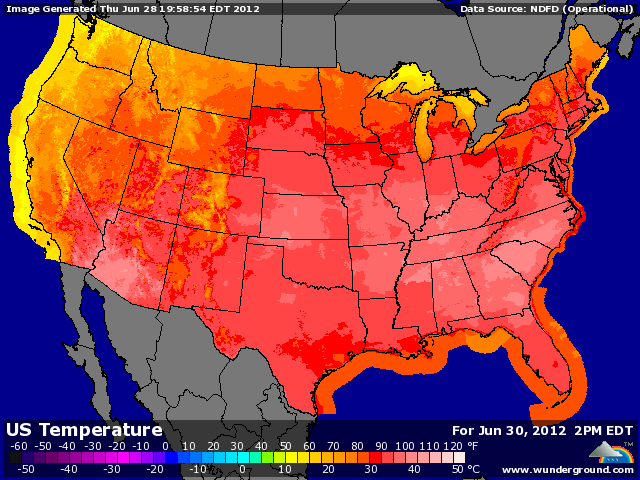 Image Generated Thu Jun 28 19:58:54 EDT 2012
Data Source: NDFD (Operational)
US Temperature
For Jun 30, 2012 2PM EDT
-60 -50 -40 -30 -20 -10 0 10 20 30 40 50 60 70 80 90 100 110 120 °F
-50 -40 -30 -20 -10 0 10 20 30 40 50 °C
TM
www.wunderground.com